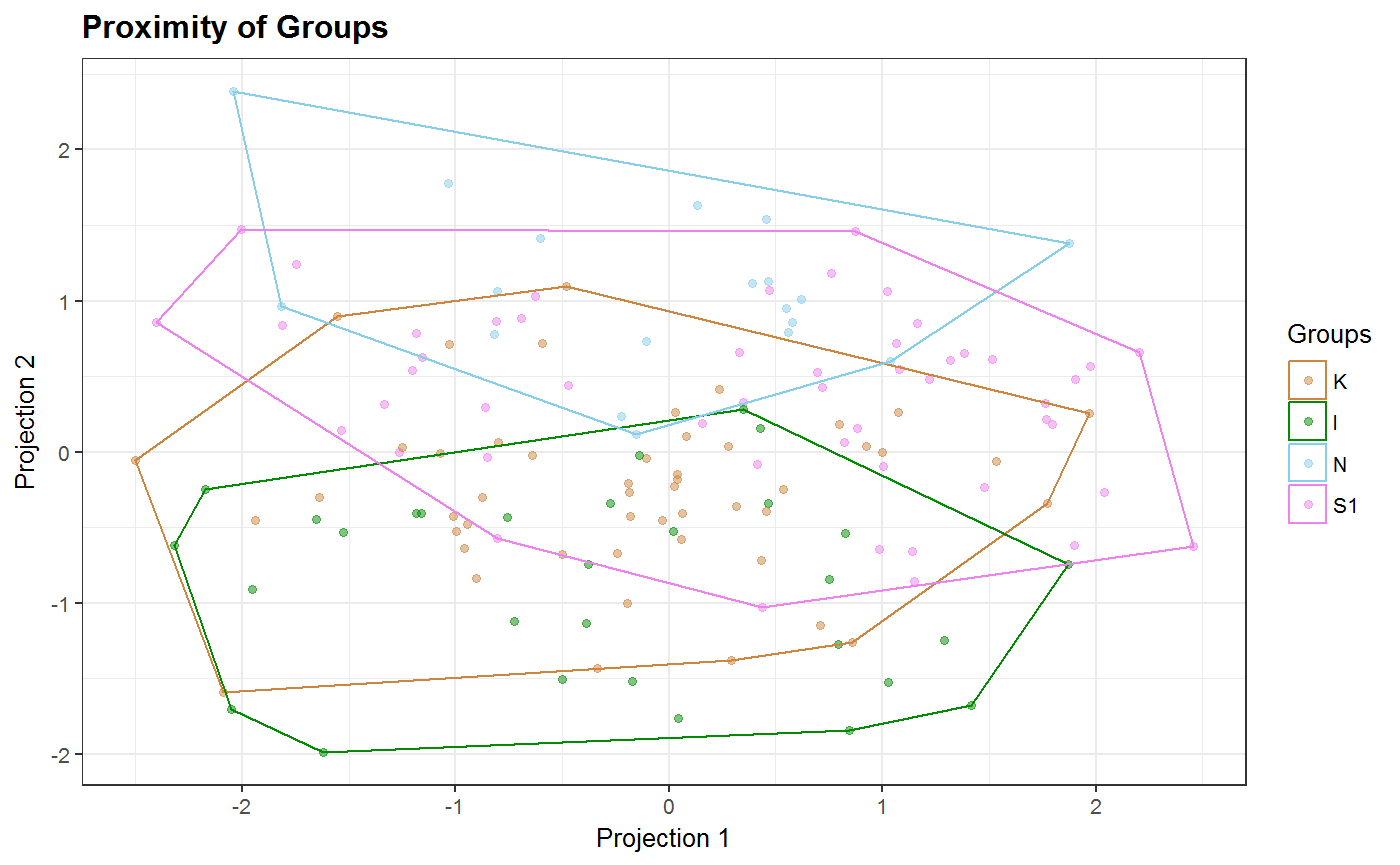 Proximity of Groups
Projection 2
2
1
0
-1
-2
-2
-1
0
1
2
Projection 1
Groups
K
I
N
S1